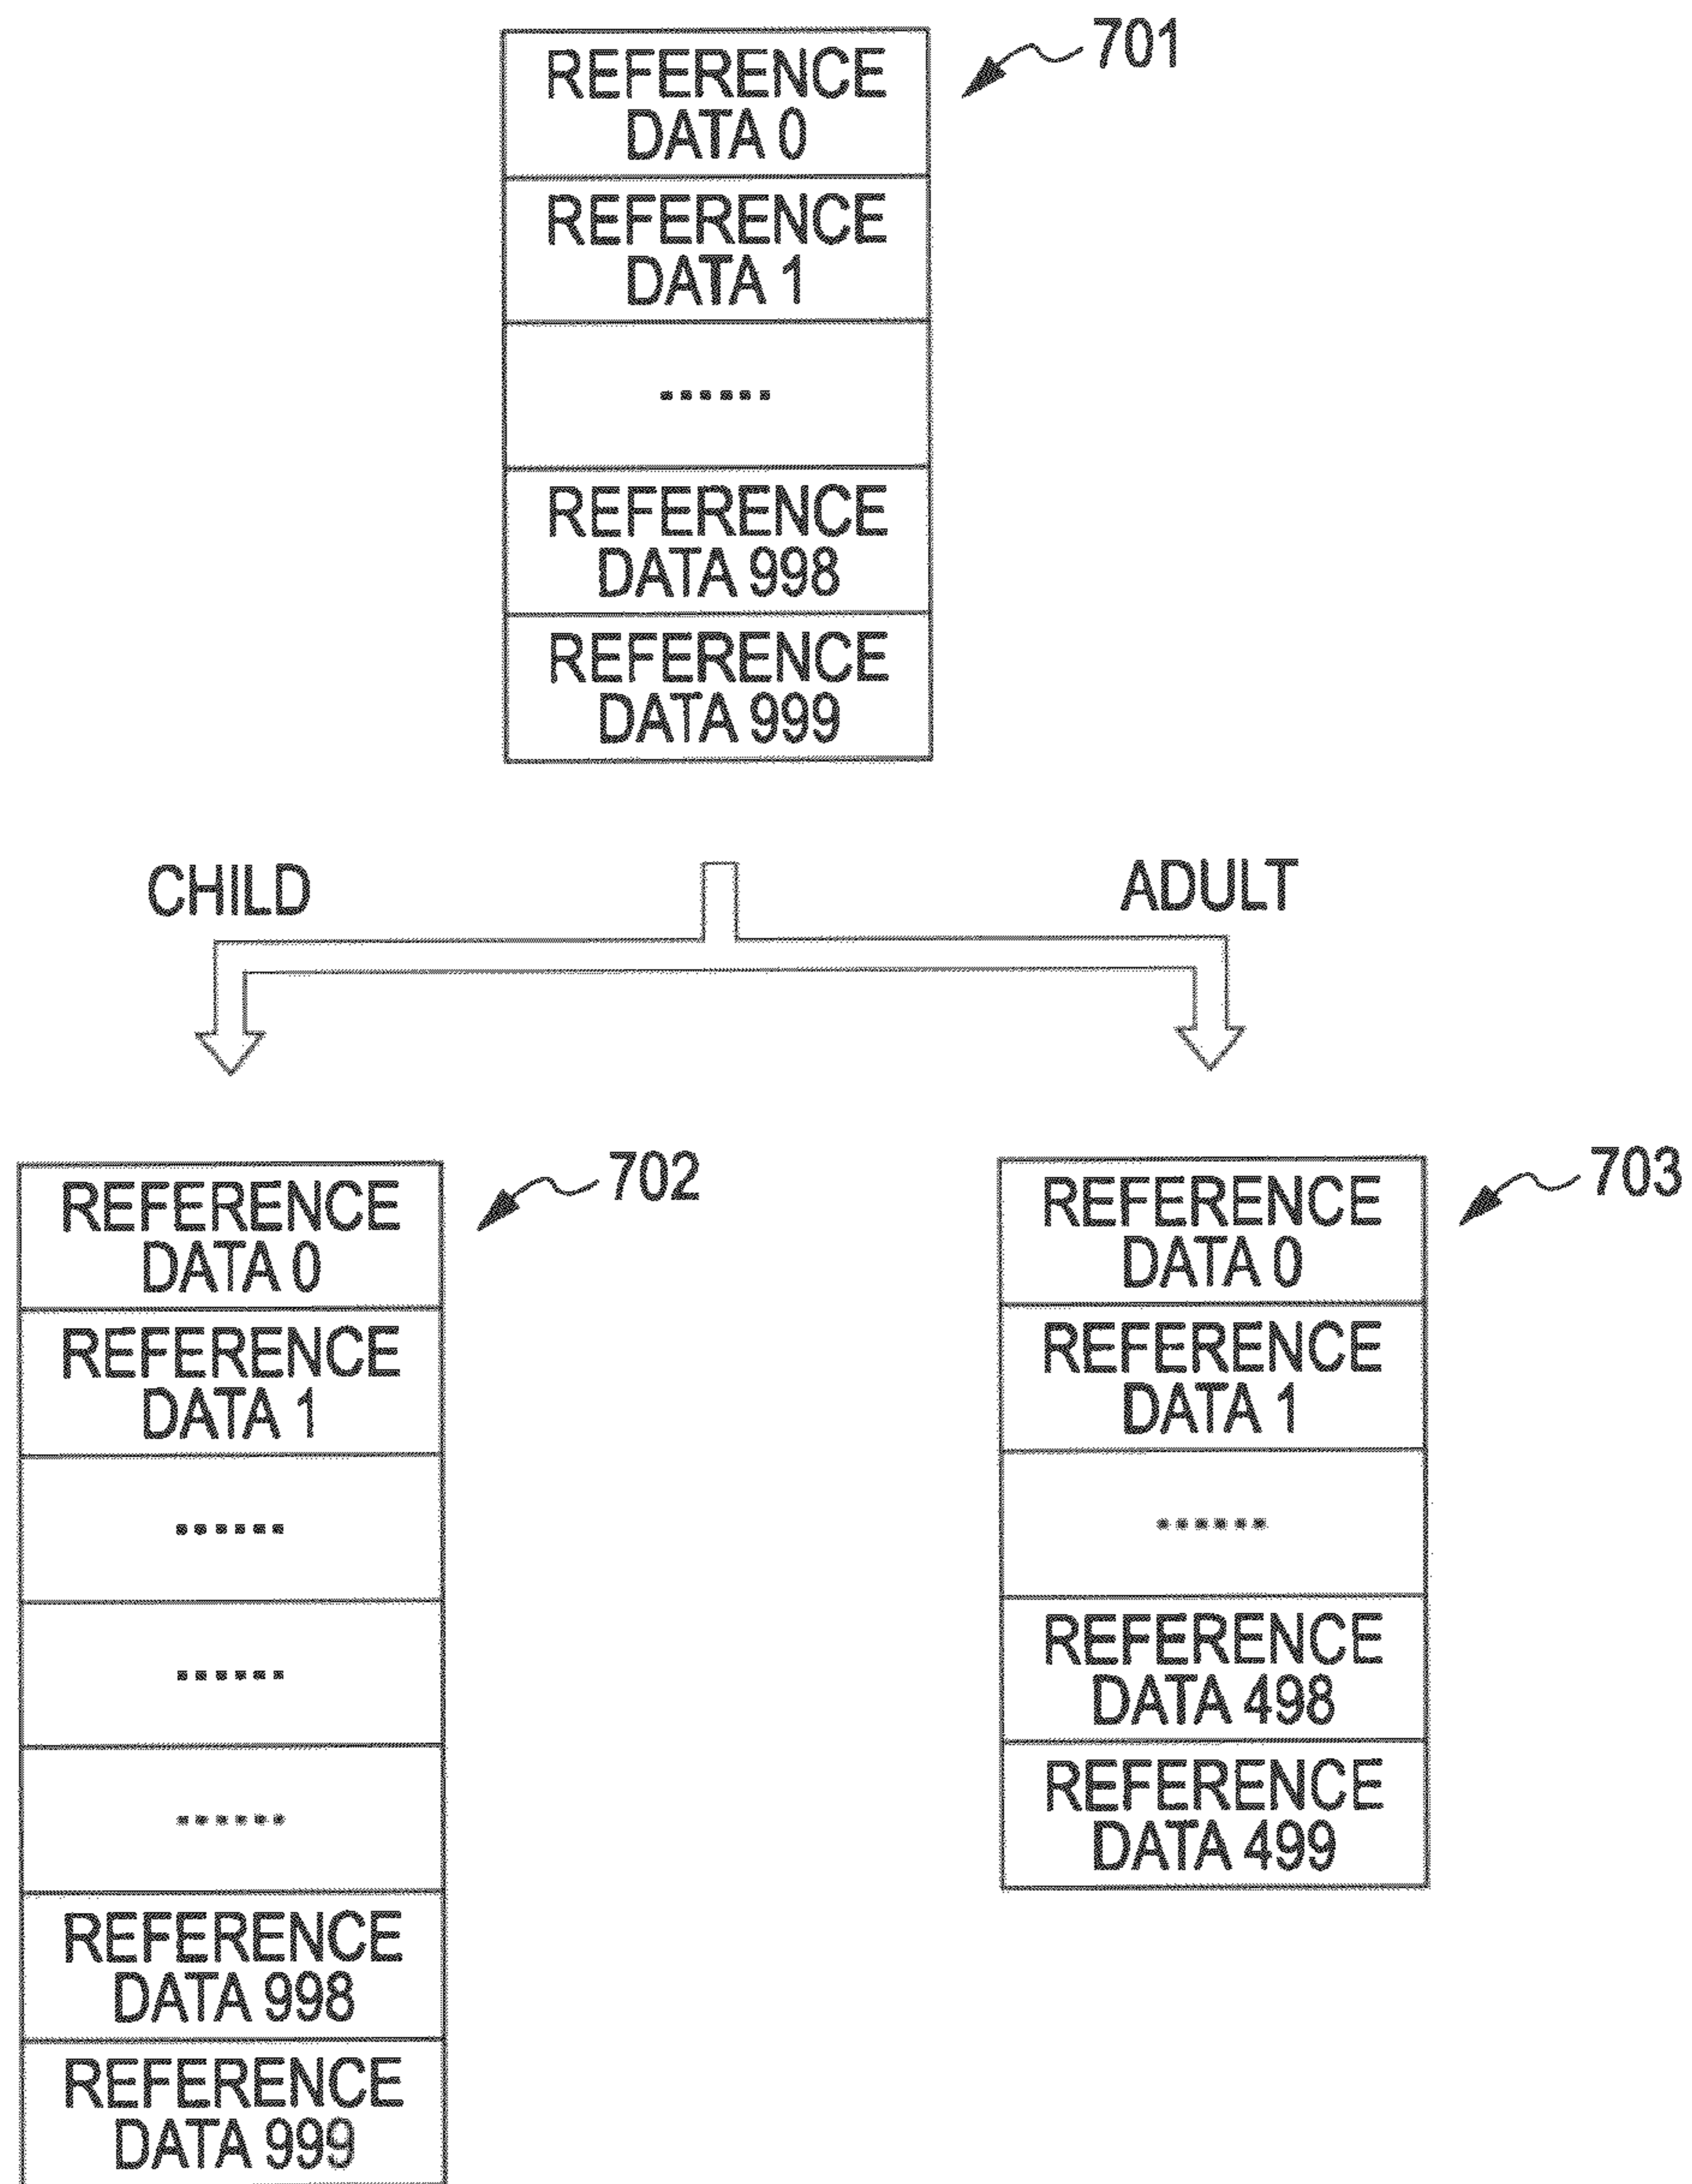 701
REFERENCE
DATA 0
REFERENCE
DATA 1
......
REFERENCE
DATA 998
REFERENCE
DATA 999
CHILD
ADULT
702
REFERENCE
DATA 0
REFERENCE
DATA 1
......
......
......
REFERENCE
DATA 998
REFERENCE
DATA 999
703
REFERENCE
DATA 0
REFERENCE
DATA 1
......
REFERENCE
DATA 498
REFERENCE
DATA 499